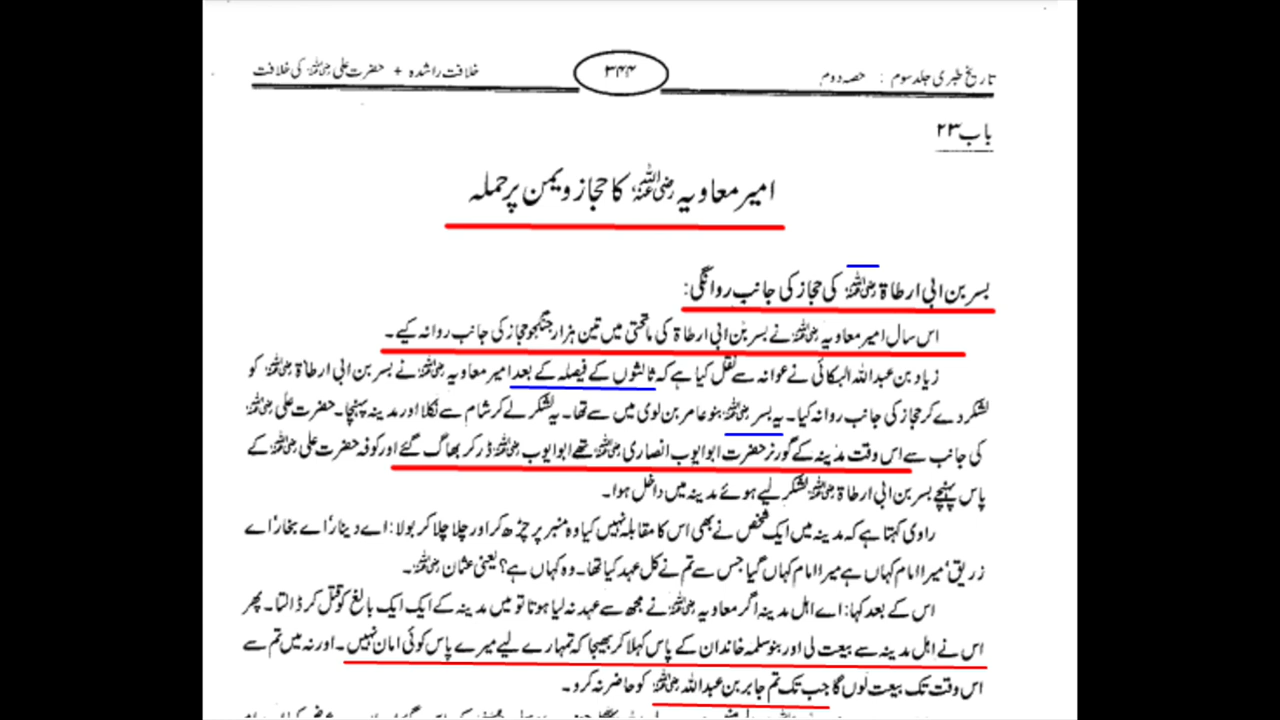 تاریخ طبری جلد سوم : حصہ دوم
۳۴۴
خلافت راشدہ + حضرت علی رضی اللہ عنہ کی خلافت
باب ۲۳
امیر معاویہ رضی اللہ عنہ کا حجاز و یمن پر حملہ
بسر بن ابی ارطاۃ رضی اللہ عنہ کی حجاز کی جانب روانگی:
اس سال امیر معاویہ رضی اللہ عنہ نے بسر بن ابی ارطاۃ کی ماتحتی میں تین ہزار جنگجو حجاز کی جانب روانہ کیے۔
زیاد بن عبداللہ البکائی نے عوانہ سے نقل کیا ہے کہ ثالثوں کے فیصلہ کے بعد امیر معاویہ رضی اللہ عنہ نے بسر بن ابی ارطاۃ رضی اللہ عنہ کو
لشکر دے کر حجاز کی جانب روانہ کیا۔ یہ بسر رضی اللہ عنہ بنو عامر بن لوی میں سے تھا۔ یہ لشکر لے کر شام سے نکلا اور مدینہ پہنچا۔ حضرت علی رضی اللہ عنہ
کی جانب سے اس وقت مدینہ کے گورنر حضرت ابوایوب انصاری رضی اللہ عنہ تھے ابوایوب رضی اللہ عنہ ڈر کر بھاگ گئے اور کوفہ حضرت علی رضی اللہ عنہ کے
پاس پہنچے بسر بن ابی ارطاۃ رضی اللہ عنہ لشکر لیے ہوئے مدینہ میں داخل ہوا۔
راوی کہتا ہے کہ مدینہ میں ایک شخص نے بھی اس کا مقابلہ نہیں کیا وہ منبر پر چڑھ کر اور چلا چلا کر بولا: اے دینار' اے بخار' اے
زریق' میرا امام کہاں ہے میرا امام کہاں گیا جس سے تم نے کل عہد کیا تھا۔ وہ کہاں ہے؟ یعنی عثمان رضی اللہ عنہ۔
اس کے بعد کہا: اے اہل مدینہ اگر معاویہ رضی اللہ عنہ نے مجھ سے عہد نہ لیا ہوتا تو میں مدینہ کے ایک ایک بالغ کو قتل کر ڈالتا۔ پھر
اس نے اہل مدینہ سے بیعت لی اور بنو سلمہ خاندان کے پاس کہلا کر بھیجا کہ تمہارے لیے میرے پاس کوئی امان نہیں۔ اور نہ میں تم سے
اس وقت تک بیعت لوں گا جب تک تم جابر بن عبداللہ رضی اللہ عنہ کو حاضر نہ کرو۔